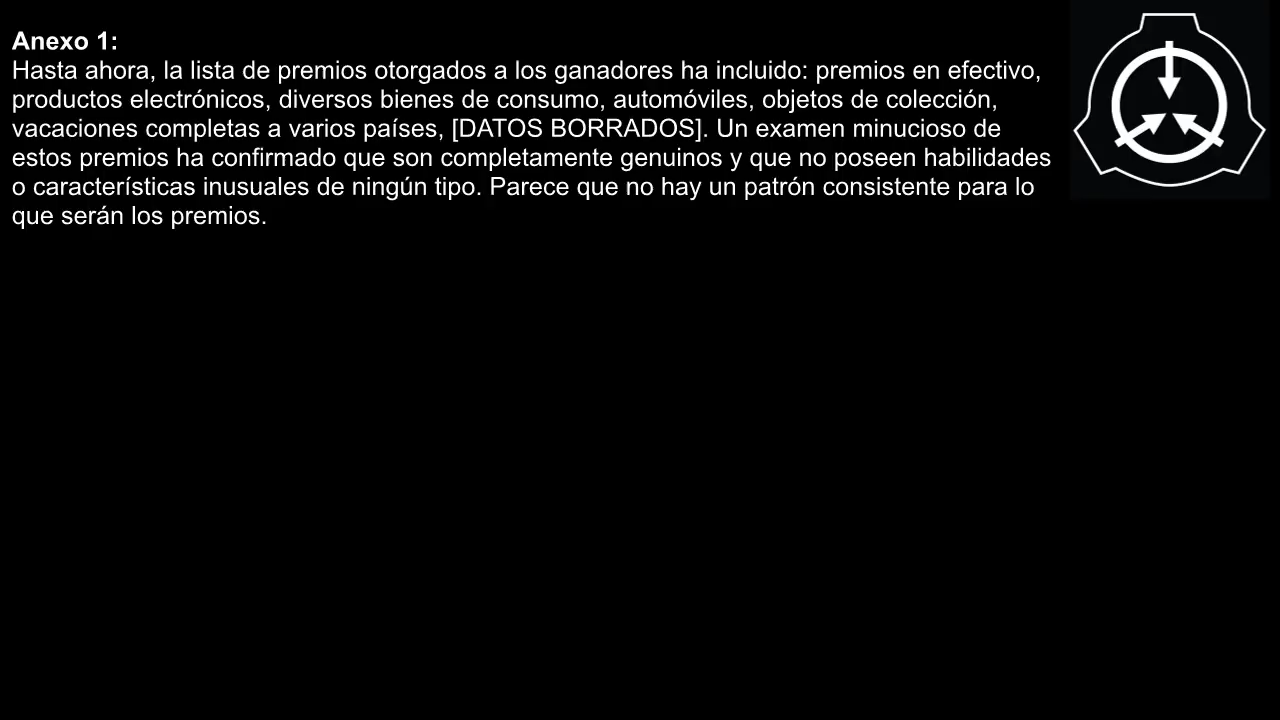 Anexo 1:
Hasta ahora, la lista de premios otorgados a los ganadores ha incluido: premios en efectivo,
productos electrónicos, diversos bienes de consumo, automóviles, objetos de colección,
vacaciones completas a varios países, [DATOS BORRADOS]. Un examen minucioso de
estos premios ha confirmado que son completamente genuinos y que no poseen habilidades
o características inusuales de ningún tipo. Parece que no hay un patrón consistente para lo
que serán los premios.